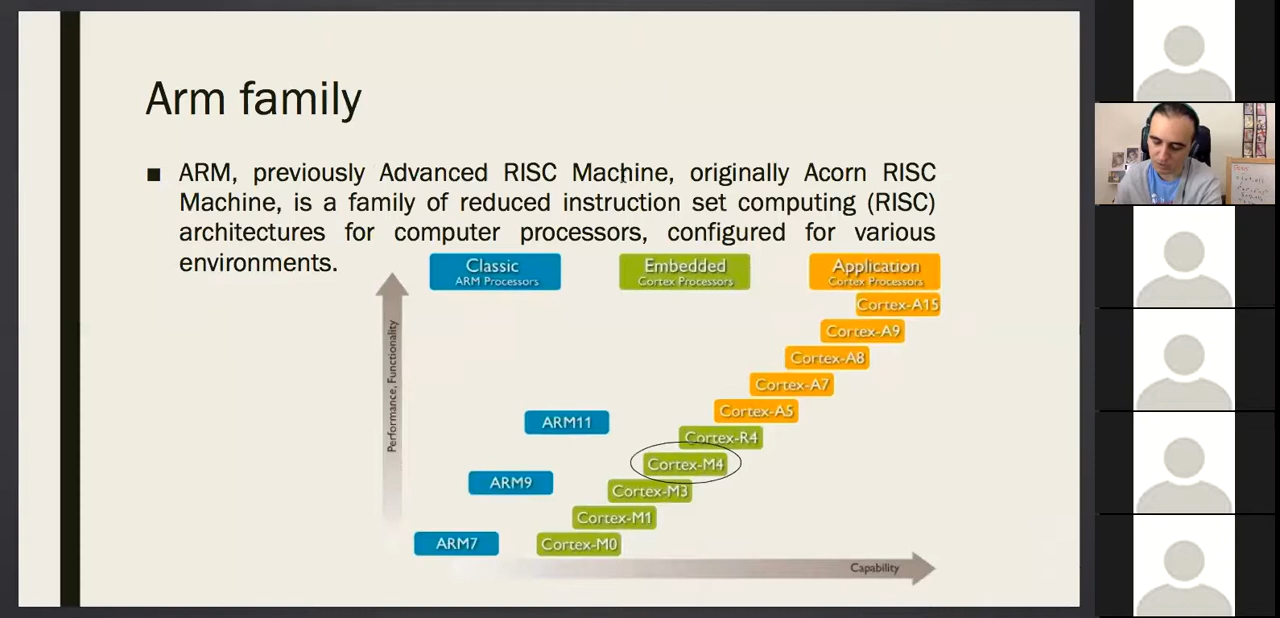 Arm family
■ ARM, previously Advanced RISC Machine, originally Acorn RISC
Machine, is a family of reduced instruction set computing (RISC)
architectures for computer processors, configured for various
environments.
Classic
ARM Processors
Embedded
Cortex Processors
Application
Cortex Processors
Cortex-A15
Cortex-A9
Cortex-A8
Cortex-A7
Cortex-A5
ARM11
Cortex-R4
Cortex-M4
ARM9
Cortex-M3
Cortex-M1
ARM7
Cortex-M0
Performance, Functionality
Capability